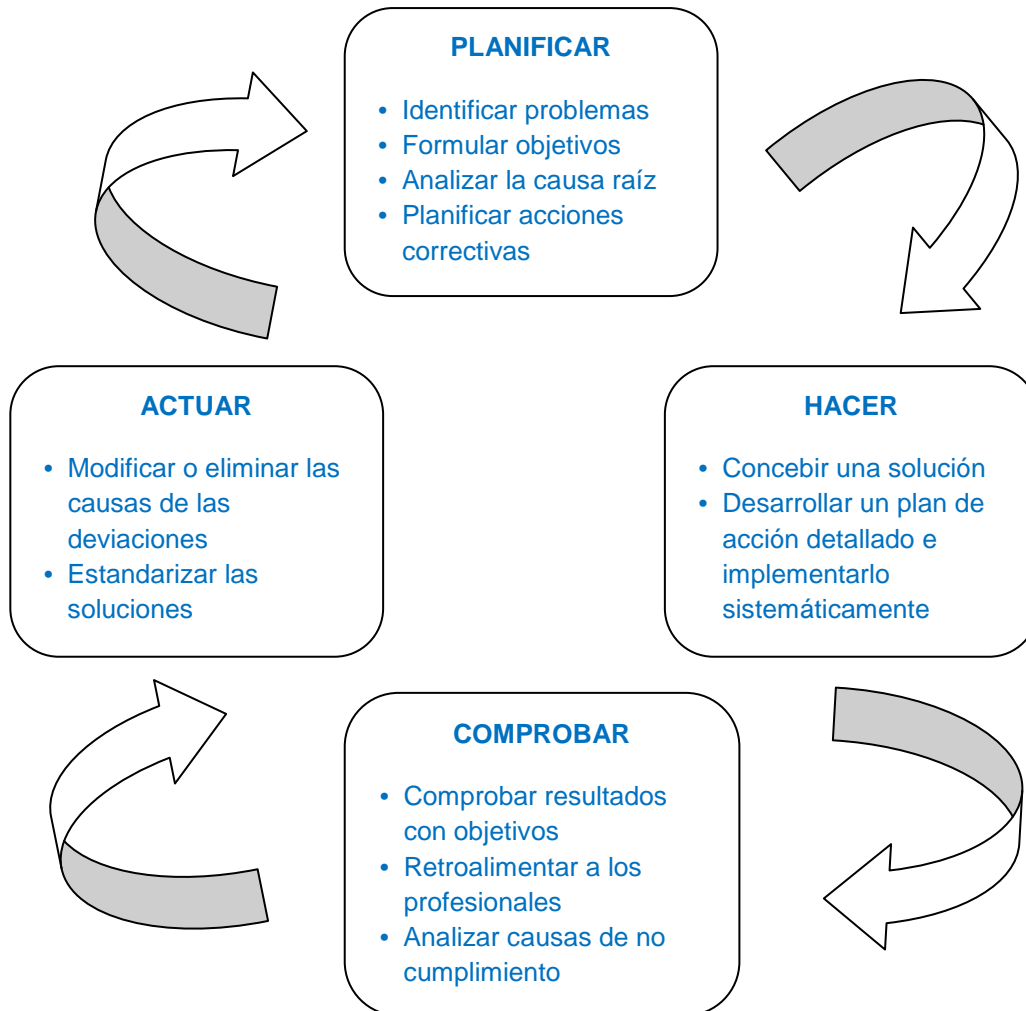 PLANIFICAR
• Identificar problemas
• Formular objetivos
• Analizar la causa raíz
• Planificar acciones
correctivas
ACTUAR
• Modificar o eliminar las
causas de las
deviaciones
• Estandarizar las
soluciones
HACER
• Concebir una solución
• Desarrollar un plan de
acción detallado e
implementarlo
sistemáticamente
COMPROBAR
• Comprobar resultados
con objetivos
• Retroalimentar a los
profesionales
• Analizar causas de no
cumplimiento